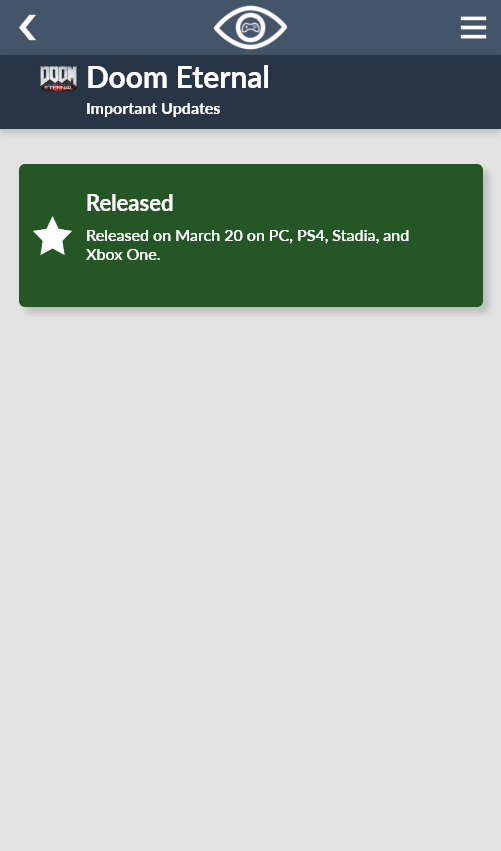 DOOM
ETERNAL
Doom Eternal
Important Updates
Released
Released on March 20 on PC, PS4, Stadia, and
Xbox One.